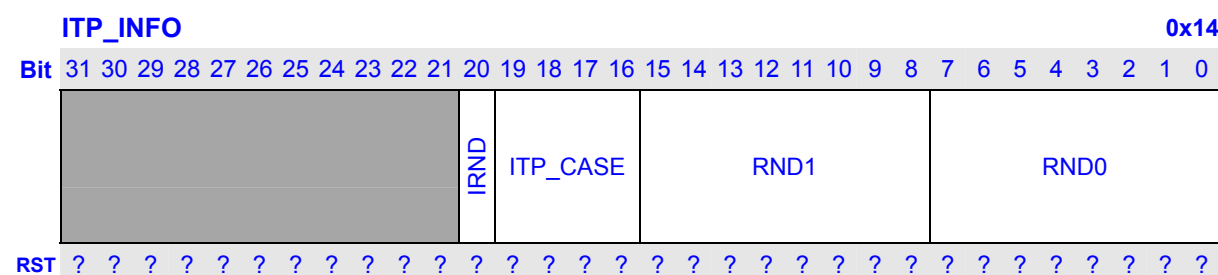 ITP_INFO 0x14
Bit 31 30 29 28 27 26 25 24 23 22 21 20 19 18 17 16 15 14 13 12 11 10 9 8 7 6 5 4 3 2 1 0
IRND ITP_CASE RND1 RND0
RST ? ? ? ? ? ? ? ? ? ? ? ? ? ? ? ? ? ? ? ? ? ? ? ? ? ? ? ? ? ? ? ?